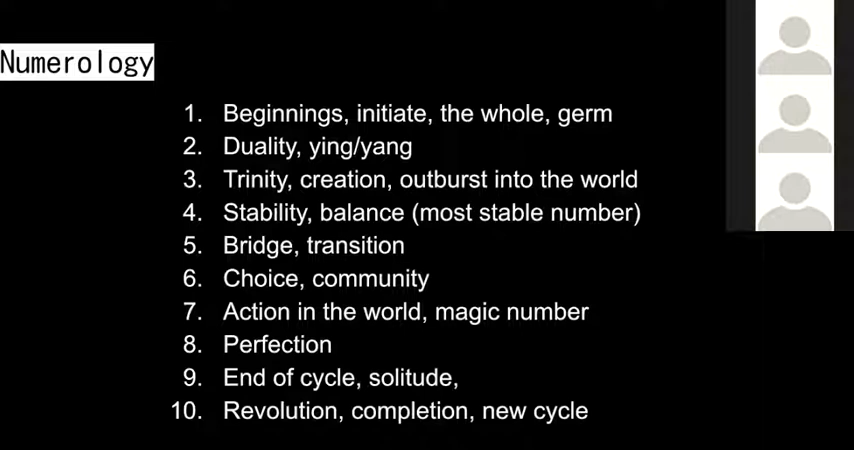 Numerology
1. Beginnings, initiate, the whole, germ
2. Duality, ying/yang
3. Trinity, creation, outburst into the world
4. Stability, balance (most stable number)
5. Bridge, transition
6. Choice, community
7. Action in the world, magic number
8. Perfection
9. End of cycle, solitude,
10. Revolution, completion, new cycle